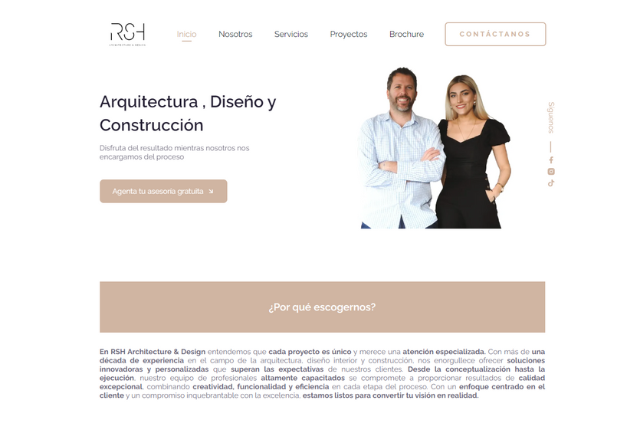 RSH
Inicio Nosotros Servicios Proyectos Brochure CONTÁCTANOS
Arquitectura , Diseño y
Construcción
Disfruta del resultado mientras nosotros nos
encargamos del proceso
Agenta tu asesoría gratuita
Síguenos
¿Por qué escogernos?
En RSH Architecture & Design entendemos que cada proyecto es único y merece una atención especializada. Con más de una
década de experiencia en el campo de la arquitectura, diseño interior y construcción, nos enorgullece ofrecer soluciones
innovadoras y personalizadas que superan las expectativas de nuestros clientes. Desde la conceptualización hasta la
ejecución, nuestro equipo de profesionales altamente capacitados se compromete a proporcionar resultados de calidad
excepcional, combinando creatividad, funcionalidad y eficiencia en cada etapa del proceso. Con un enfoque centrado en el
cliente y un compromiso inquebrantable con la excelencia, estamos listos para convertir tu visión en realidad.